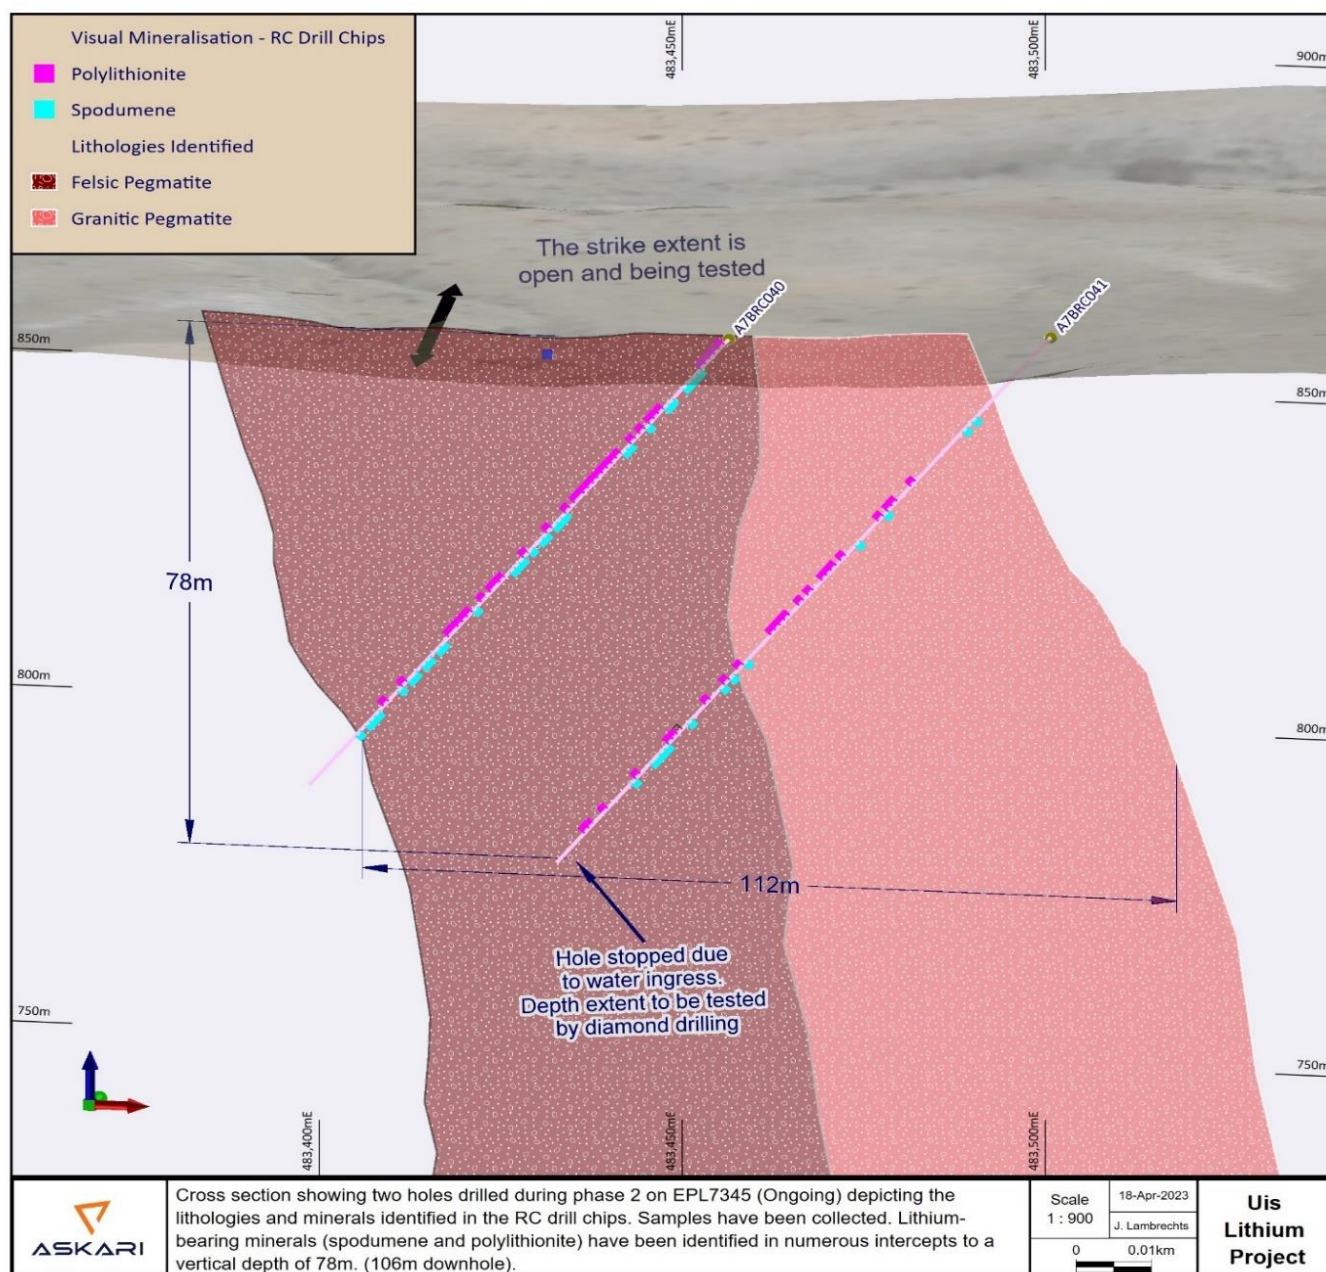 Visual Mineralisation - RC Drill Chips
Polylithionite
Spodumene
Lithologies Identified
Felsic Pegmatite
Granitic Pegmatite
483,450mE
483,500mE
900m
The strike extent is
open and being tested
A7BRC040
A7BRC041
850m
850m
78m
800m
800m
112m
Hole stopped due
to water ingress.
Depth extent to be tested
by diamond drilling
750m
750m
483,400mE
483,450mE
483,500mE
ASKARI
Cross section showing two holes drilled during phase 2 on EPL7345 (Ongoing) depicting the
lithologies and minerals identified in the RC drill chips. Samples have been collected. Lithium-
bearing minerals (spodumene and polylithionite) have been identified in numerous intercepts to a
vertical depth of 78m. (106m downhole).
Scale
1 : 900
18-Apr-2023
J. Lambrechts
0 0.01km
Uis
Lithium
Project